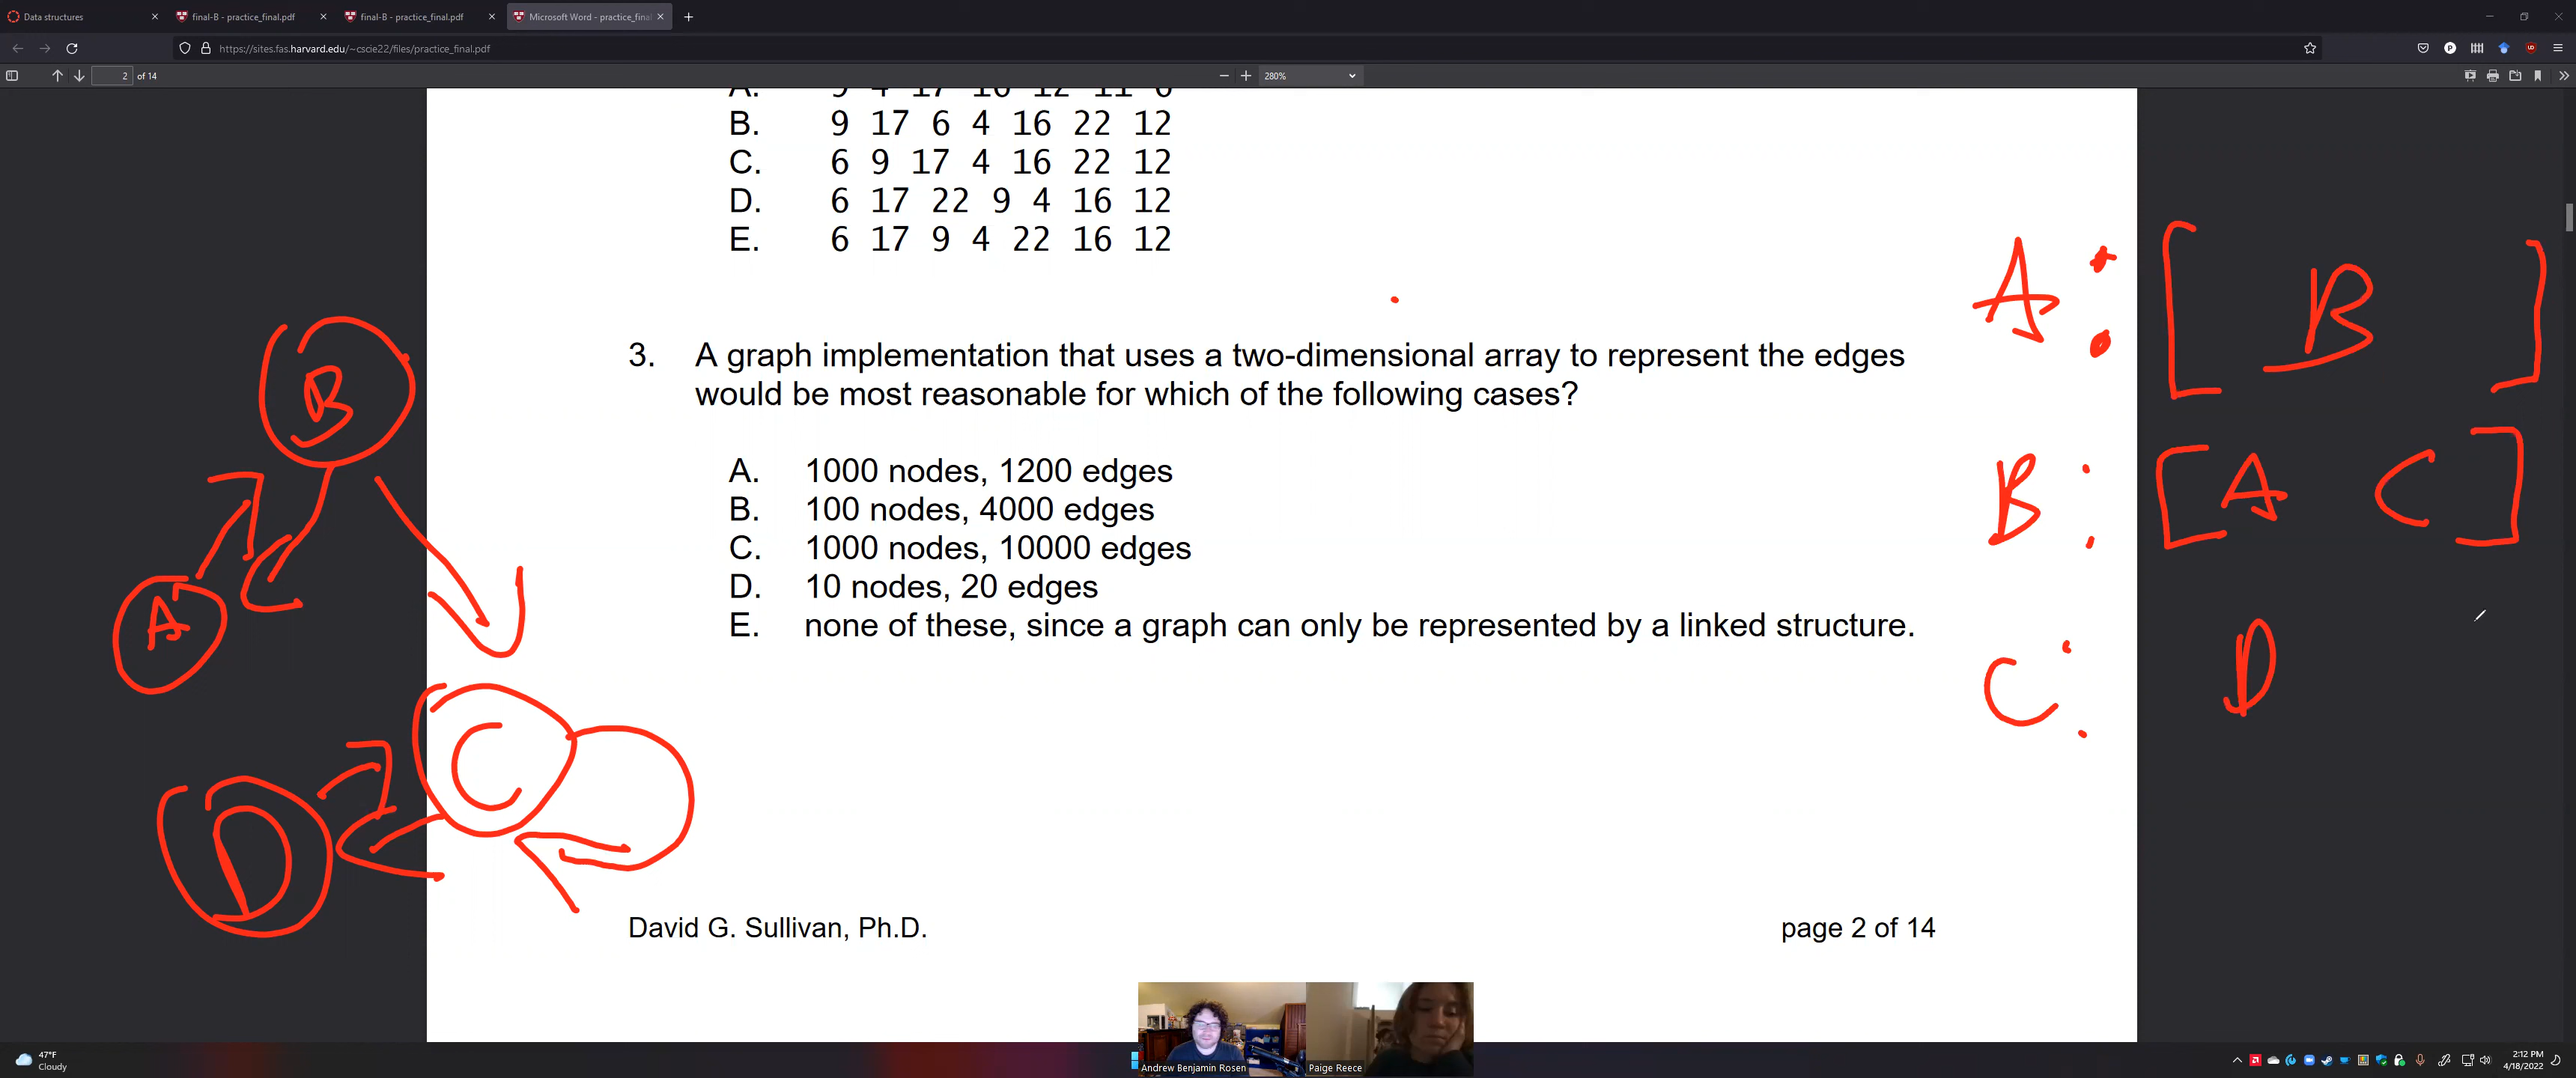 Data structures
final-B - practice_final.pdf
final-B - practice_final.pdf
Microsoft Word - practice_final
https://sites.fas.harvard.edu/~cscie22/files/practice_final.pdf
2 of 14
280%
B. 9 17 6 4 16 22 12
C. 6 9 17 4 16 22 12
D. 6 17 22 9 4 16 12
E. 6 17 9 4 22 16 12
3. A graph implementation that uses a two-dimensional array to represent the edges
would be most reasonable for which of the following cases?
A. 1000 nodes, 1200 edges
B. 100 nodes, 4000 edges
C. 1000 nodes, 10000 edges
D. 10 nodes, 20 edges
E. none of these, since a graph can only be represented by a linked structure.
B
A
C
D
A: [ B ]
B: [ A C ]
C: D
David G. Sullivan, Ph.D. page 2 of 14
Andrew Benjamin Rosen
Paige Reece
47°F
Cloudy
2:12 PM
4/18/2022